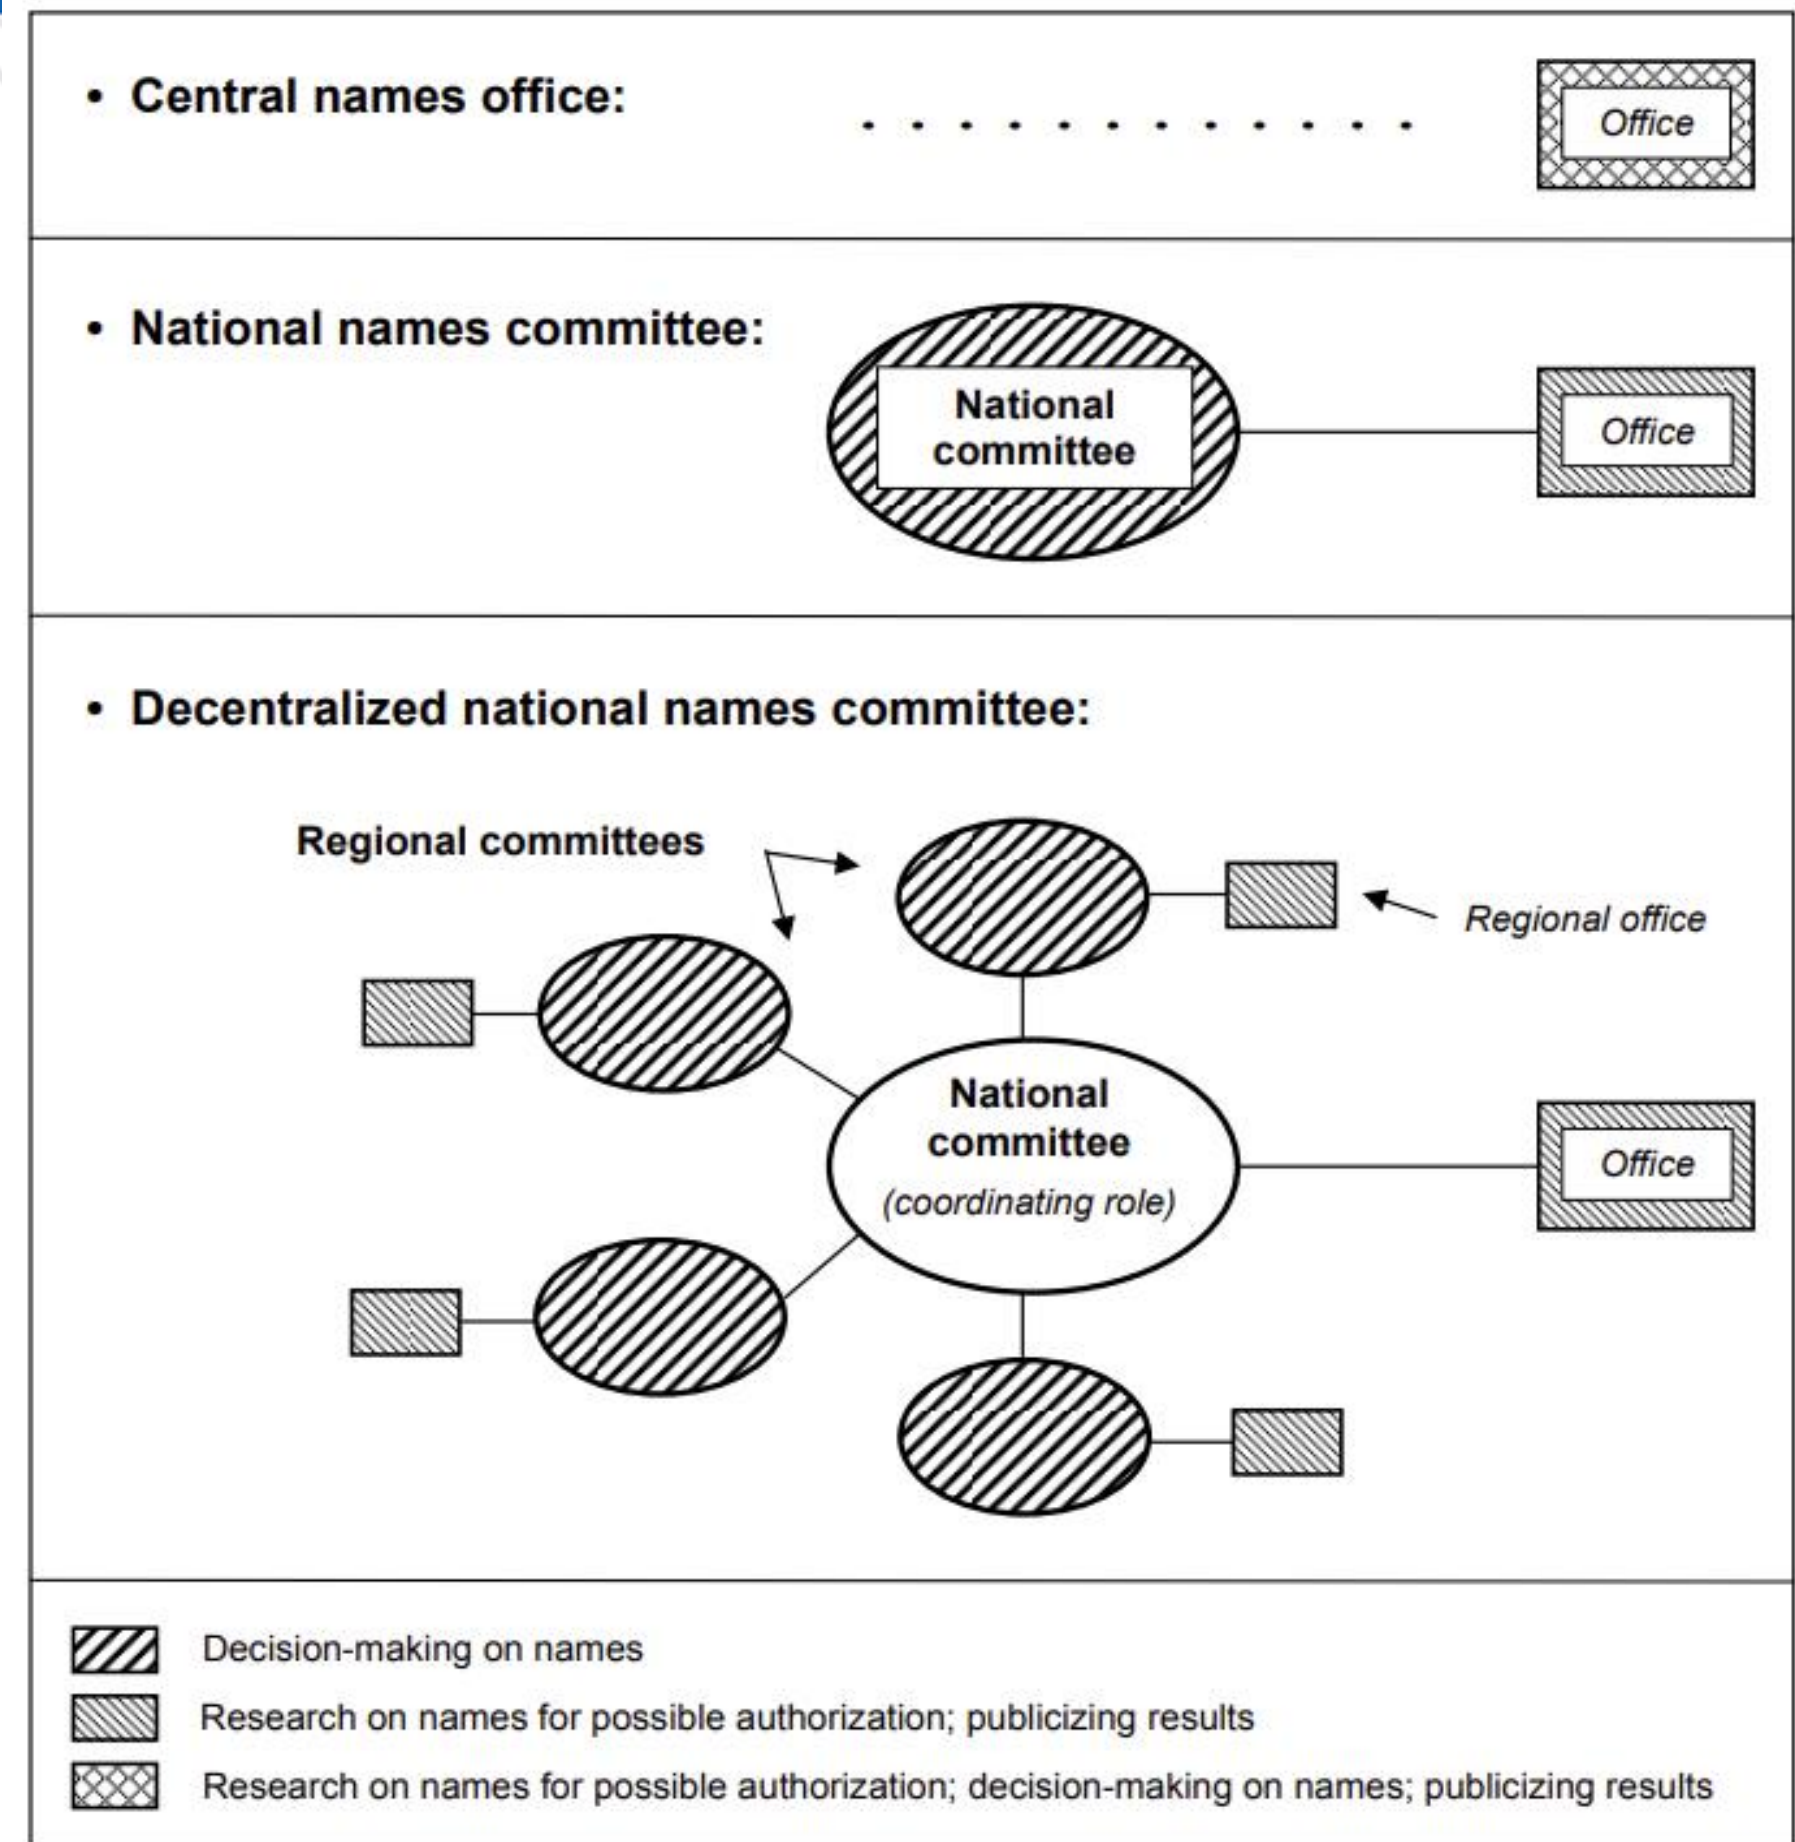 • Central names office:
Office
• National names committee:
National
committee
Office
• Decentralized national names committee:
Regional committees
Regional office
National
committee
(coordinating role)
Office
Decision-making on names
Research on names for possible authorization; publicizing results
Research on names for possible authorization; decision-making on names; publicizing results